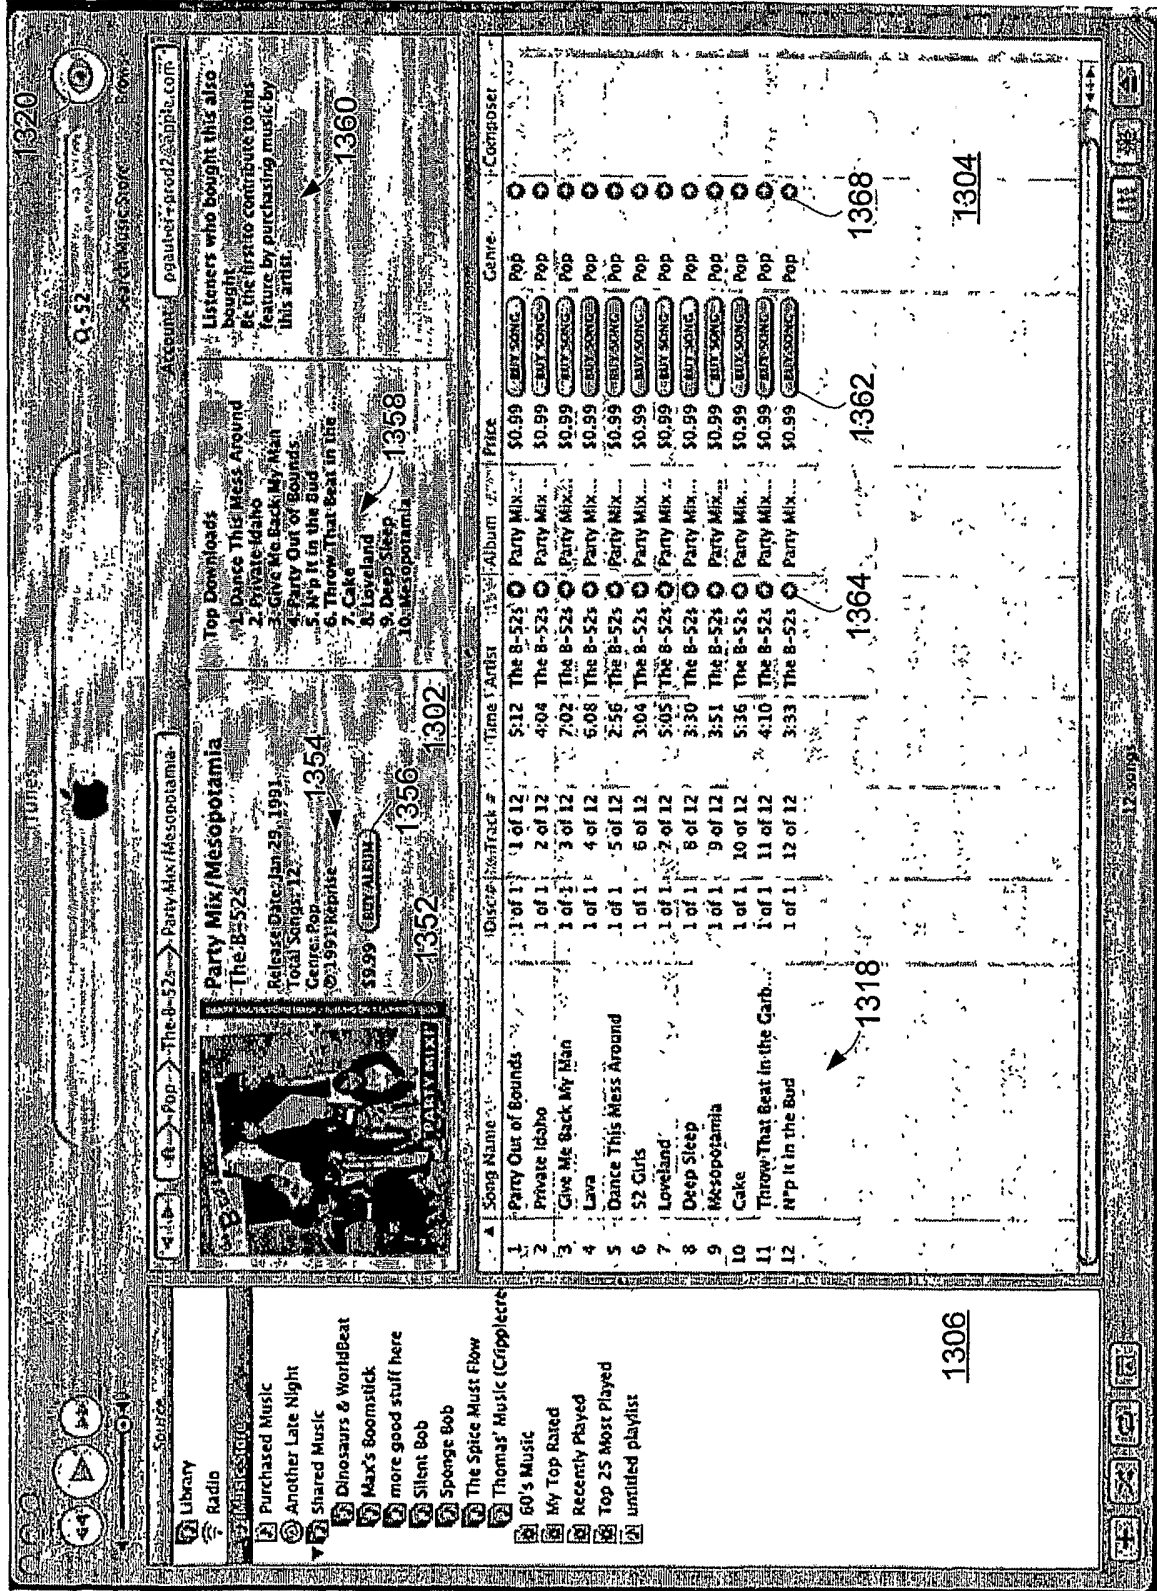 iTunes
1320
Q-52
Search Music Store
Browse
Source
Library
Radio
Music Store
Purchased Music
Another Late Night
Shared Music
Dinosaurs & WorldBeat
Max's Boomstick
more good stuff here
Silent Bob
Sponge Bob
The Spice Must Flow
Thomas' Music (Cripplecre
60's Music
My Top Rated
Recently Played
Top 25 Most Played
untitled playlist
1306
Pop The B-52s Party Mix/Mesopotamia
Account:
Party Mix/Mesopotamia
The B-52s
Release Date: Jan 29, 1991
Total Songs: 12
Genre: Pop
© 1991 Reprise
$9.99 BUY ALBUM
1352
1354
1356
1302
PARTY MIX!
Top Downloads
1. Dance This Mess Around
2. Private Idaho
3. Give Me Back My Man
4. Party Out of Bounds
5. N*p It In the Bud
6. Throw That Beat in the
7. Cake
8. Loveland
9. Deep Sleep
10. Mesopotamia
1358
Listeners who bought this also
bought
Be the first to contribute to this
feature by purchasing music by
this artist.
1360
Song Name Disc # Track # Time Artist Album Price Genre Composer
1 Party Out of Bounds 1 of 1 1 of 12 5:12 The B-52s Party Mix... $0.99 BUY SONG Pop
2 Private Idaho 1 of 1 2 of 12 4:04 The B-52s Party Mix... $0.99 BUY SONG Pop
3 Give Me Back My Man 1 of 1 3 of 12 7:02 The B-52s Party Mix... $0.99 BUY SONG Pop
4 Lava 1 of 1 4 of 12 6:08 The B-52s Party Mix... $0.99 BUY SONG Pop
5 Dance This Mess Around 1 of 1 5 of 12 2:56 The B-52s Party Mix... $0.99 BUY SONG Pop
6 52 Girls 1 of 1 6 of 12 3:04 The B-52s Party Mix... $0.99 BUY SONG Pop
7 Loveland 1 of 1 7 of 12 5:05 The B-52s Party Mix... $0.99 BUY SONG Pop
8 Deep Sleep 1 of 1 8 of 12 3:30 The B-52s Party Mix... $0.99 BUY SONG Pop
9 Mesopotamia 1 of 1 9 of 12 3:51 The B-52s Party Mix... $0.99 BUY SONG Pop
10 Cake 1 of 1 10 of 12 5:36 The B-52s Party Mix... $0.99 BUY SONG Pop
11 Throw That Beat in the Garb... 1 of 1 11 of 12 4:10 The B-52s Party Mix... $0.99 BUY SONG Pop
12 N*p It In the Bud 1 of 1 12 of 12 3:33 The B-52s Party Mix... $0.99 BUY SONG Pop
1318
1364
1362
1368
1304
12 songs